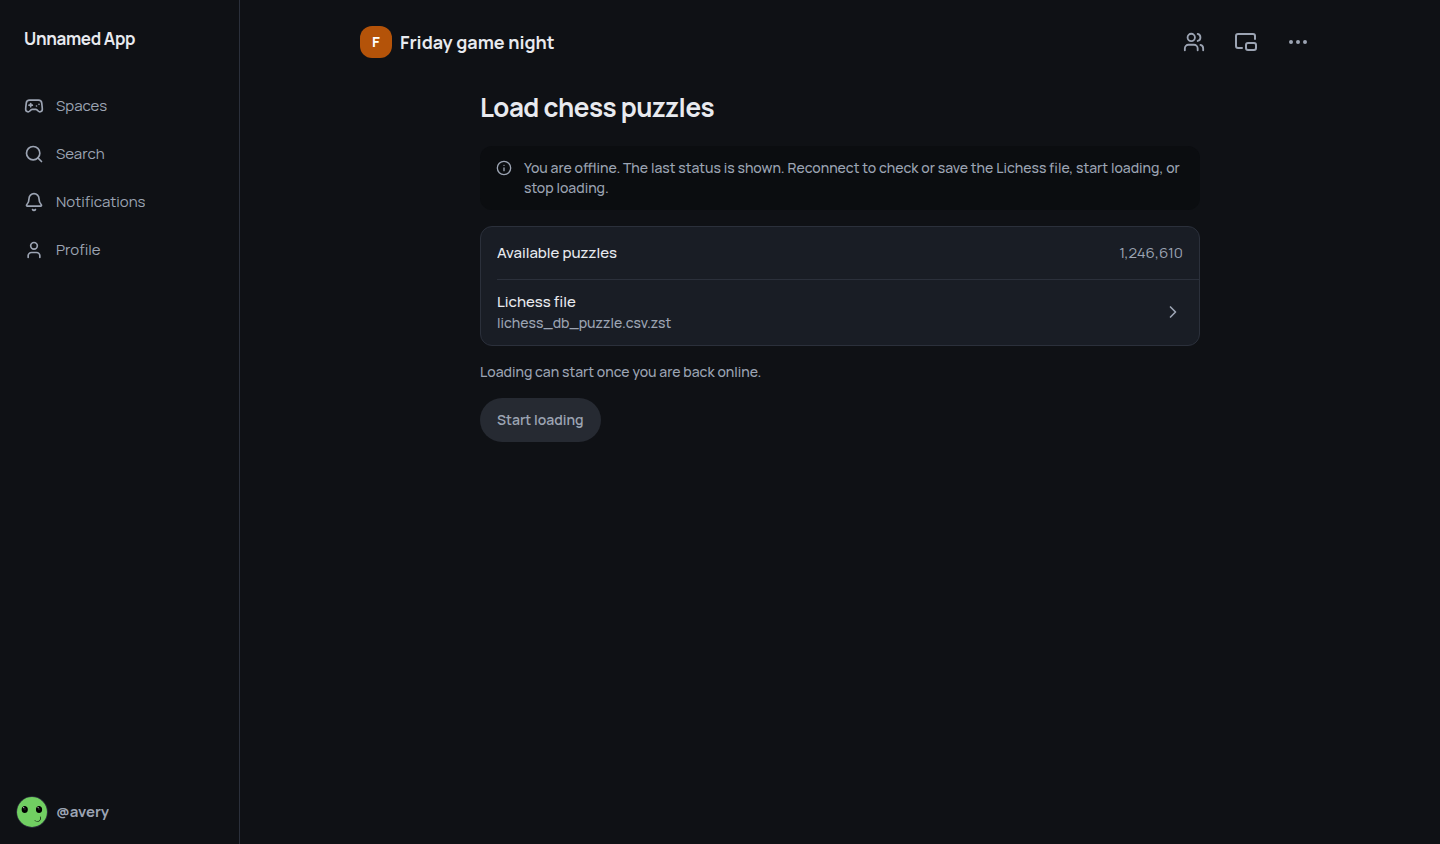 Unnamed App
Spaces
Search
Notifications
Profile
@avery
F
Friday game night
Load chess puzzles
You are offline. The last status is shown. Reconnect to check or save the Lichess file, start loading, or
stop loading.
Available puzzles
1,246,610
Lichess file
lichess_db_puzzle.csv.zst
Loading can start once you are back online.
Start loading